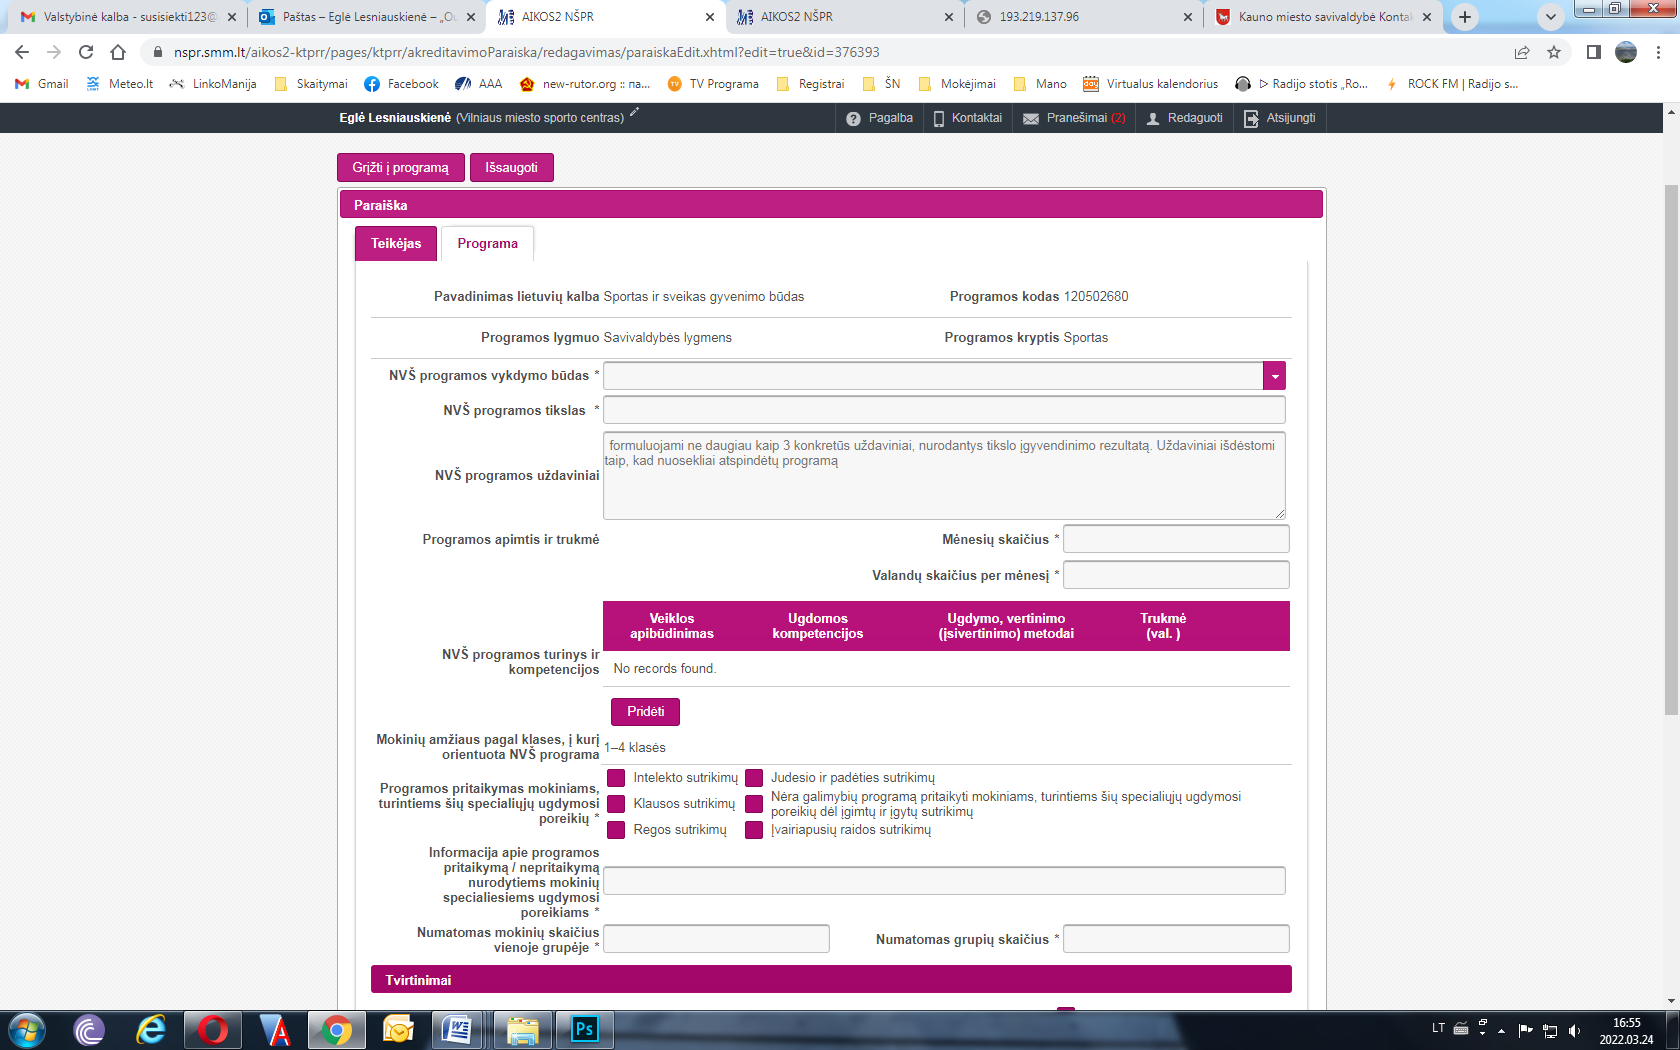 Valstybinė kalba - susisiekti123@
Paštas – Eglė Lesniauskienė – „Ou
AIKOS2 NŠPR
AIKOS2 NŠPR
193.219.137.96
Kauno miesto savivaldybė Kontak
nspr.smm.lt/aikos2-ktprr/pages/ktprr/akreditavimoParaiska/redagavimas/paraiskaEdit.xhtml?edit=true&id=376393
Gmail
Meteo.lt
LinkoManija
Skaitymai
Facebook
AAA
new-rutor.org :: na...
TV Programa
Registrai
ŠN
Mokėjimai
Mano
Virtualus kalendorius
ᐅ Radijo stotis „Ro...
ROCK FM | Radijo s...
Eglė Lesniauskienė (Vilniaus miesto sporto centras)
Pagalba
Kontaktai
Pranešimai (2)
Redaguoti
Atsijungti
Grįžti į programą
Išsaugoti
Paraiška
Teikėjas
Programa
Pavadinimas lietuvių kalba Sportas ir sveikas gyvenimo būdas
Programos kodas 120502680
Programos lygmuo Savivaldybės lygmens
Programos kryptis Sportas
NVŠ programos vykdymo būdas *
NVŠ programos tikslas *
NVŠ programos uždaviniai
formuluojami ne daugiau kaip 3 konkretūs uždaviniai, nurodantys tikslo įgyvendinimo rezultatą. Uždaviniai išdėstomi
taip, kad nuosekliai atspindėtų programą
Programos apimtis ir trukmė
Mėnesių skaičius *
Valandų skaičius per mėnesį *
NVŠ programos turinys ir
kompetencijos
Veiklos
apibūdinimas
Ugdomos
kompetencijos
Ugdymo, vertinimo
(įsivertinimo) metodai
Trukmė
(val. )
No records found.
Pridėti
Mokinių amžiaus pagal klases, į kurį
orientuota NVŠ programa
1–4 klasės
Programos pritaikymas mokiniams,
turintiems šių specialiųjų ugdymosi
poreikių *
Intelekto sutrikimų
Judesio ir padėties sutrikimų
Klausos sutrikimų
Nėra galimybių programą pritaikyti mokiniams, turintiems šių specialiųjų ugdymosi
poreikių dėl įgimtų ir įgytų sutrikimų
Regos sutrikimų
Įvairiapusių raidos sutrikimų
Informacija apie programos
pritaikymą / nepritaikymą
nurodytiems mokinių
specialiesiems ugdymosi
poreikiams *
Numatomas mokinių skaičius
vienoje grupėje *
Numatomas grupių skaičius *
Tvirtinimai
LT
16:55
2022.03.24